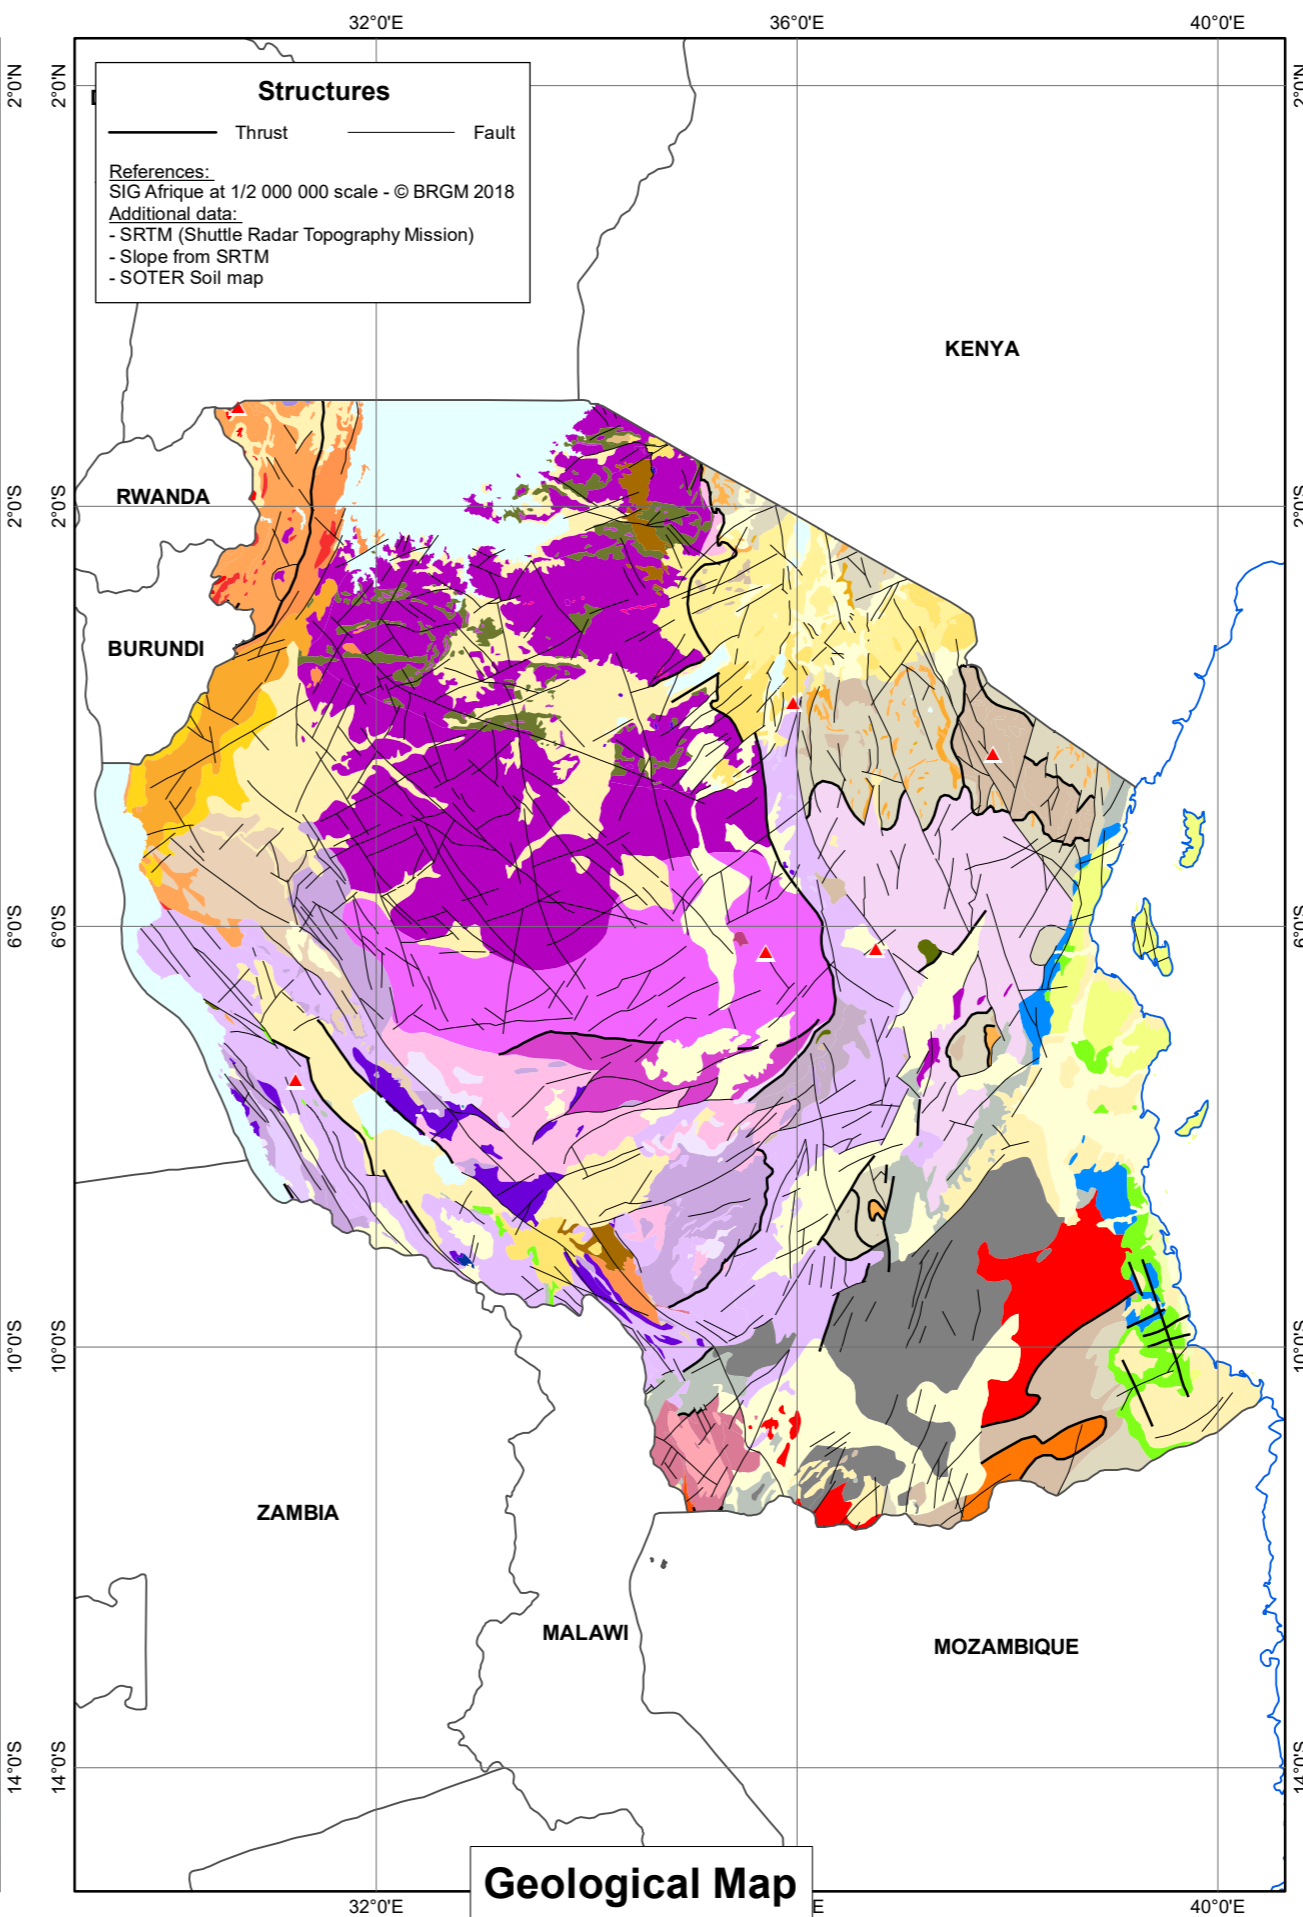 32°0'E 36°0'E 40°0'E
2°0'N 2°0'N 2°0'N
Structures
Thrust Fault
References:
SIG Afrique at 1/2 000 000 scale - © BRGM 2018
Additional data:
- SRTM (Shuttle Radar Topography Mission)
- Slope from SRTM
- SOTER Soil map
KENYA
RWANDA
2°0'S 2°0'S 2°0'S
BURUNDI
6°0'S 6°0'S 6°0'S
10°0'S 10°0'S 10°0'S
ZAMBIA
MALAWI
MOZAMBIQUE
14°0'S 14°0'S 14°0'S
Geological Map
32°0'E E 40°0'E